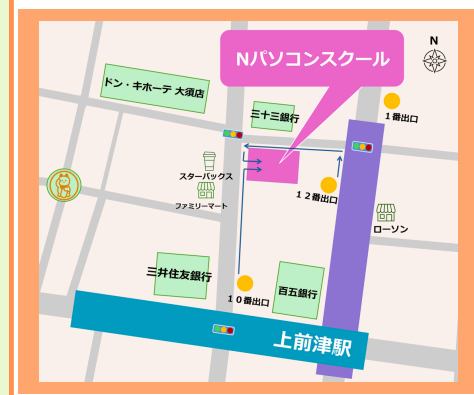 N
Nパソコンスクール
ドン・キホーテ 大須店
三十三銀行
1番出口
スターバックス
12番出口
ファミリーマート
ローソン
三井住友銀行
10番出口
百五銀行
上前津駅